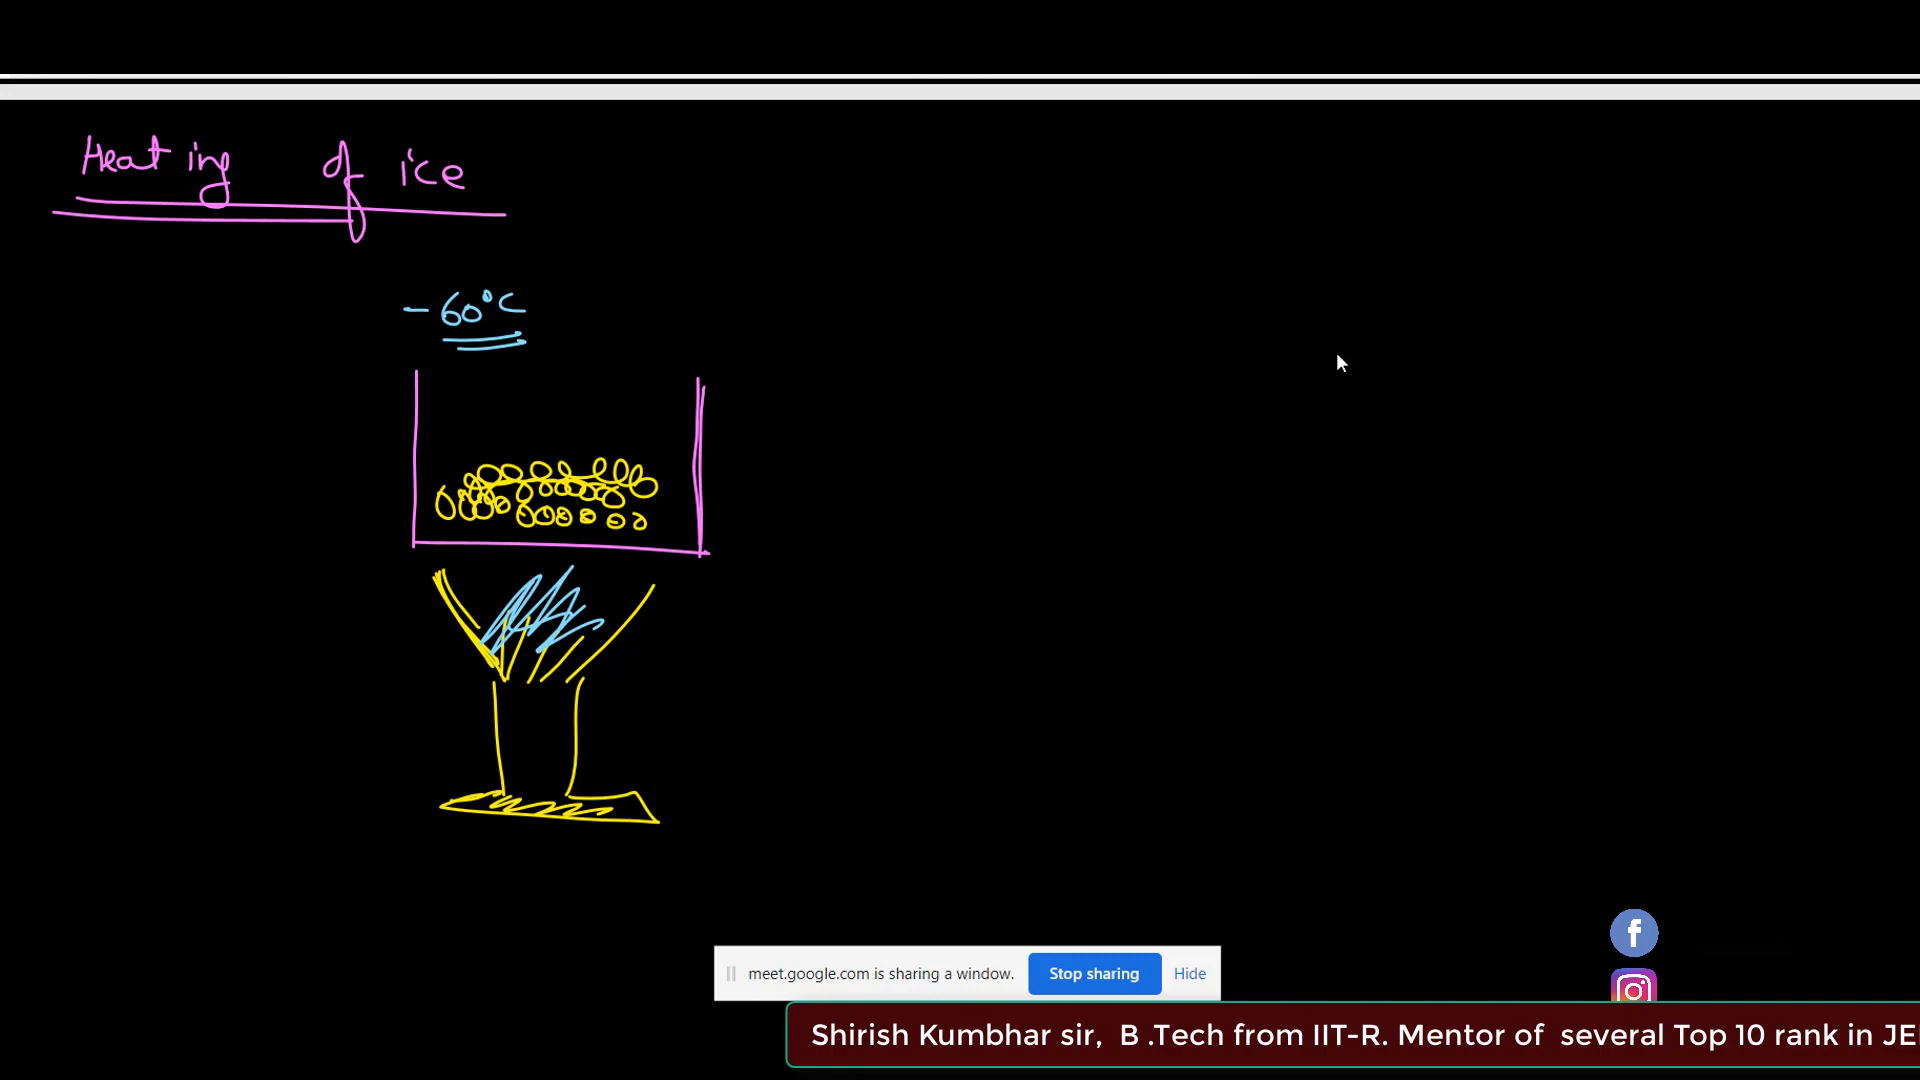 Heating of ice
- 60°C
meet.google.com is sharing a window. Stop sharing Hide
f
Shirish Kumbhar sir, B .Tech from IIT-R. Mentor of several Top 10 rank in JE